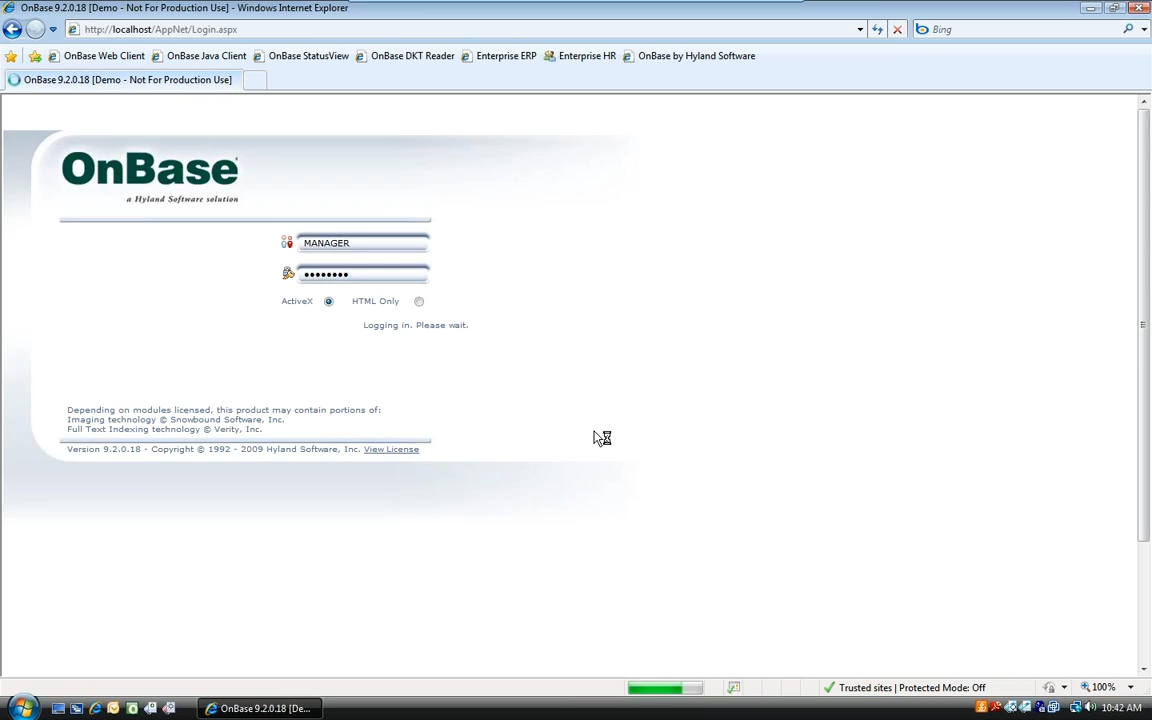 OnBase 9.2.0.18 [Demo - Not For Production Use] - Windows Internet Explorer
http://localhost/AppNet/Login.aspx
Bing
OnBase Web Client OnBase Java Client OnBase StatusView OnBase DKT Reader Enterprise ERP Enterprise HR OnBase by Hyland Software
OnBase 9.2.0.18 [Demo - Not For Production Use]
OnBase
a Hyland Software solution
MANAGER
••••••••
ActiveX HTML Only
Logging in. Please wait.
Depending on modules licensed, this product may contain portions of:
Imaging technology © Snowbound Software, Inc.
Full Text Indexing technology © Verity, Inc.
Version 9.2.0.18 - Copyright © 1992 - 2009 Hyland Software, Inc. View License
Trusted sites | Protected Mode: Off 100%
OnBase 9.2.0.18 [De... 10:42 AM